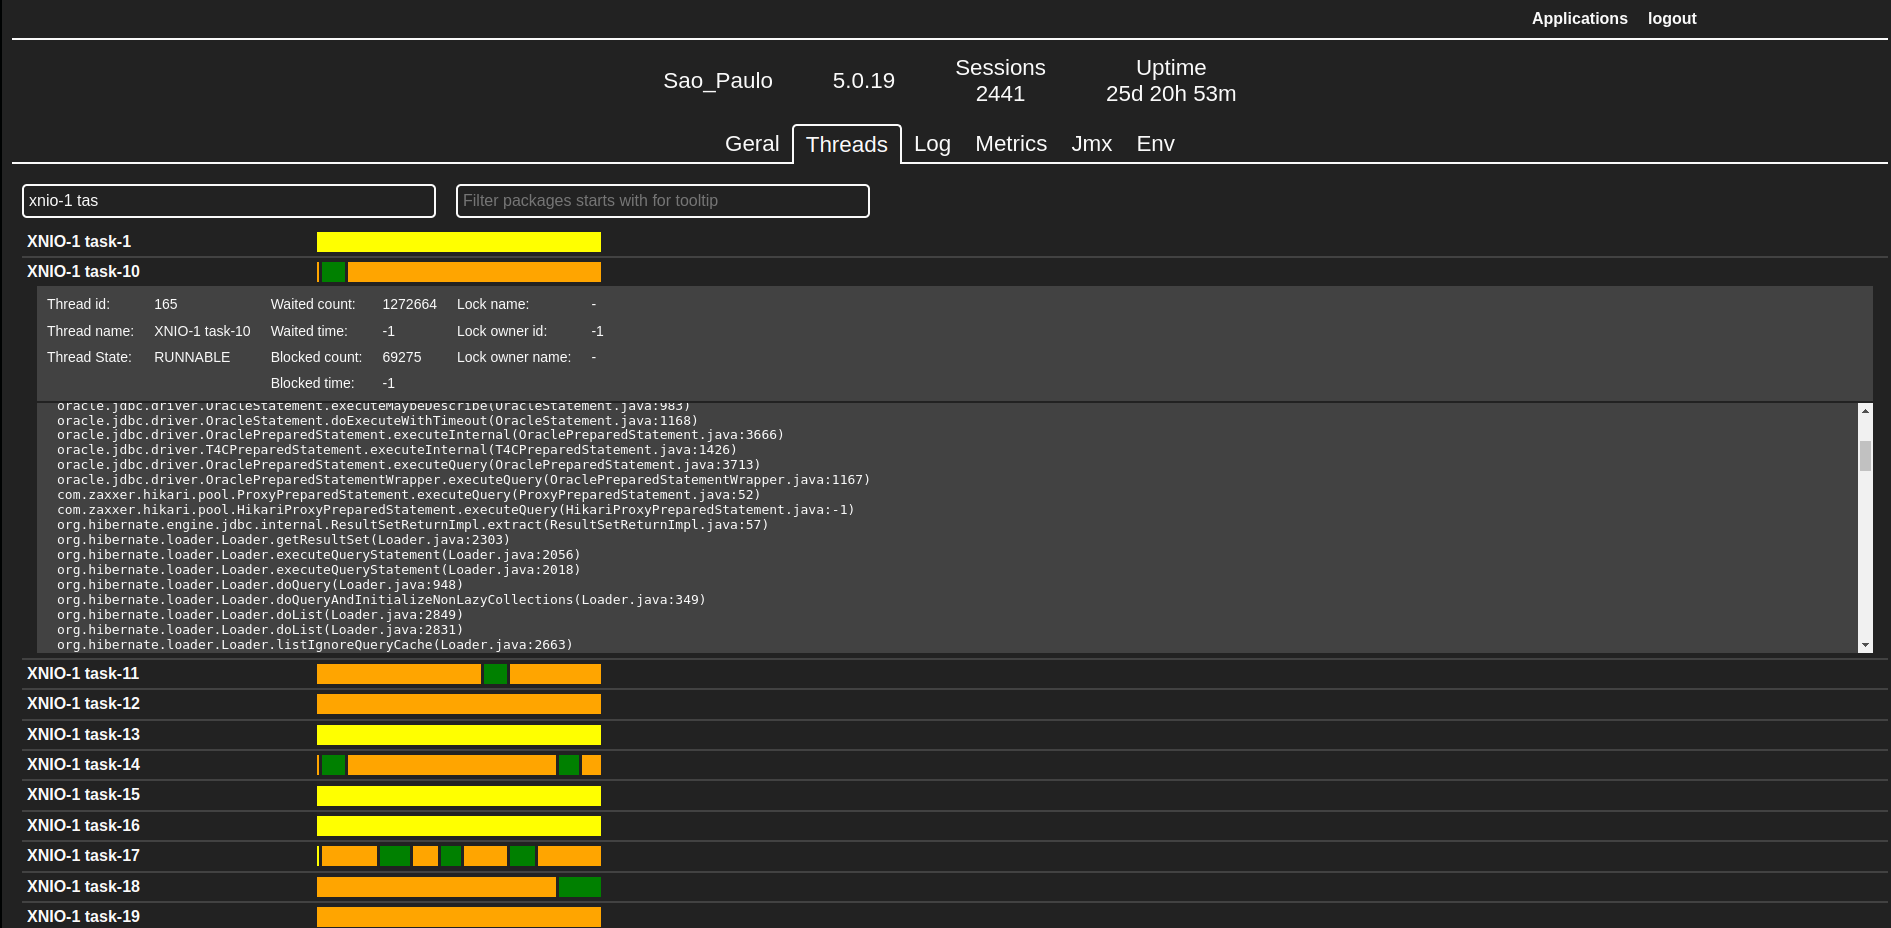 Applications logout
Sao_Paulo 5.0.19 Sessions 2441 Uptime 25d 20h 53m
Geral Threads Log Metrics Jmx Env
xnio-1 tas Filter packages starts with for tooltip
XNIO-1 task-1
XNIO-1 task-10
Thread id: 165 Waited count: 1272664 Lock name: -
Thread name: XNIO-1 task-10 Waited time: -1 Lock owner id: -1
Thread State: RUNNABLE Blocked count: 69275 Lock owner name: -
Blocked time: -1
oracle.jdbc.driver.OracleStatement.executeMaybeDescribe(OracleStatement.java:983)
oracle.jdbc.driver.OracleStatement.doExecuteWithTimeout(OracleStatement.java:1168)
oracle.jdbc.driver.OraclePreparedStatement.executeInternal(OraclePreparedStatement.java:3666)
oracle.jdbc.driver.T4CPreparedStatement.executeInternal(T4CPreparedStatement.java:1426)
oracle.jdbc.driver.OraclePreparedStatement.executeQuery(OraclePreparedStatement.java:3713)
oracle.jdbc.driver.OraclePreparedStatementWrapper.executeQuery(OraclePreparedStatementWrapper.java:1167)
com.zaxxer.hikari.pool.ProxyPreparedStatement.executeQuery(ProxyPreparedStatement.java:52)
com.zaxxer.hikari.pool.HikariProxyPreparedStatement.executeQuery(HikariProxyPreparedStatement.java:-1)
org.hibernate.engine.jdbc.internal.ResultSetReturnImpl.extract(ResultSetReturnImpl.java:57)
org.hibernate.loader.Loader.getResultSet(Loader.java:2303)
org.hibernate.loader.Loader.executeQueryStatement(Loader.java:2056)
org.hibernate.loader.Loader.executeQueryStatement(Loader.java:2018)
org.hibernate.loader.Loader.doQuery(Loader.java:948)
org.hibernate.loader.Loader.doQueryAndInitializeNonLazyCollections(Loader.java:349)
org.hibernate.loader.Loader.doList(Loader.java:2849)
org.hibernate.loader.Loader.doList(Loader.java:2831)
org.hibernate.loader.Loader.listIgnoreQueryCache(Loader.java:2663)
XNIO-1 task-11
XNIO-1 task-12
XNIO-1 task-13
XNIO-1 task-14
XNIO-1 task-15
XNIO-1 task-16
XNIO-1 task-17
XNIO-1 task-18
XNIO-1 task-19